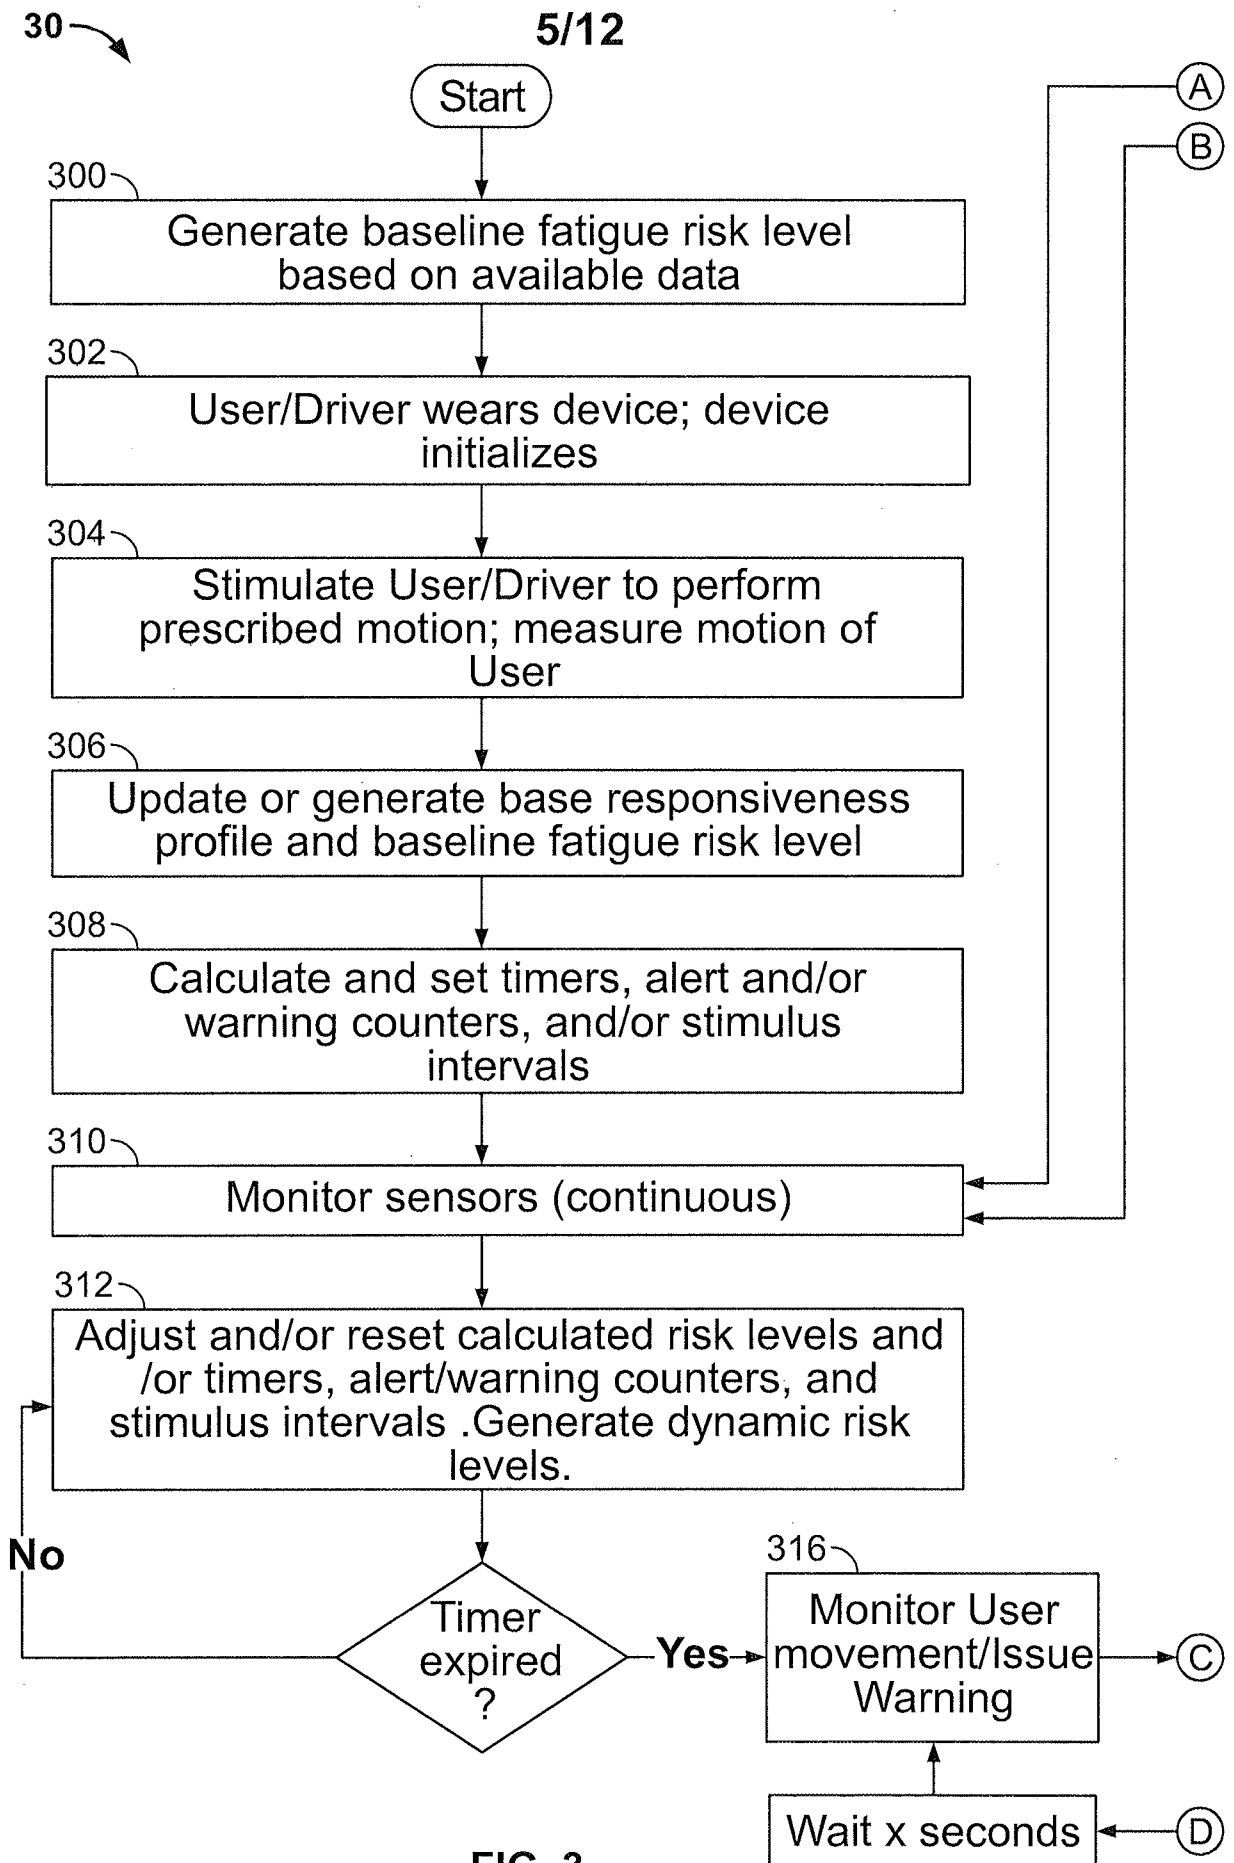 30
5/12
Start
A
B
300
Generate baseline fatigue risk level
based on available data
302
User/Driver wears device; device
initializes
304
Stimulate User/Driver to perform
prescribed motion; measure motion of
User
306
Update or generate base responsiveness
profile and baseline fatigue risk level
308
Calculate and set timers, alert and/or
warning counters, and/or stimulus
intervals
310
Monitor sensors (continuous)
312
Adjust and/or reset calculated risk levels and
/or timers, alert/warning counters, and
stimulus intervals .Generate dynamic risk
levels.
No
Timer
expired
?
Yes
316
Monitor User
movement/Issue
Warning
C
Wait x seconds
D